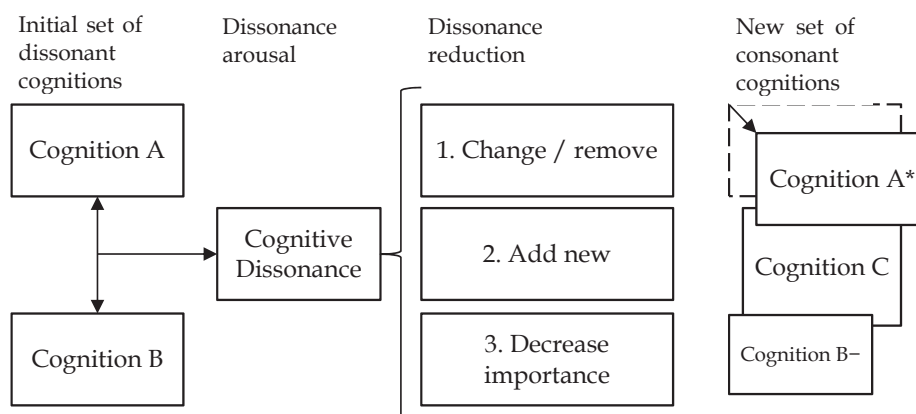 Initial set of
dissonant
cognitions
Dissonance
arousal
Dissonance
reduction
New set of
consonant
cognitions
Cognition A
1. Change / remove
Cognition A*
Cognitive
Dissonance
2. Add new
Cognition C
Cognition B
3. Decrease
importance
Cognition B−